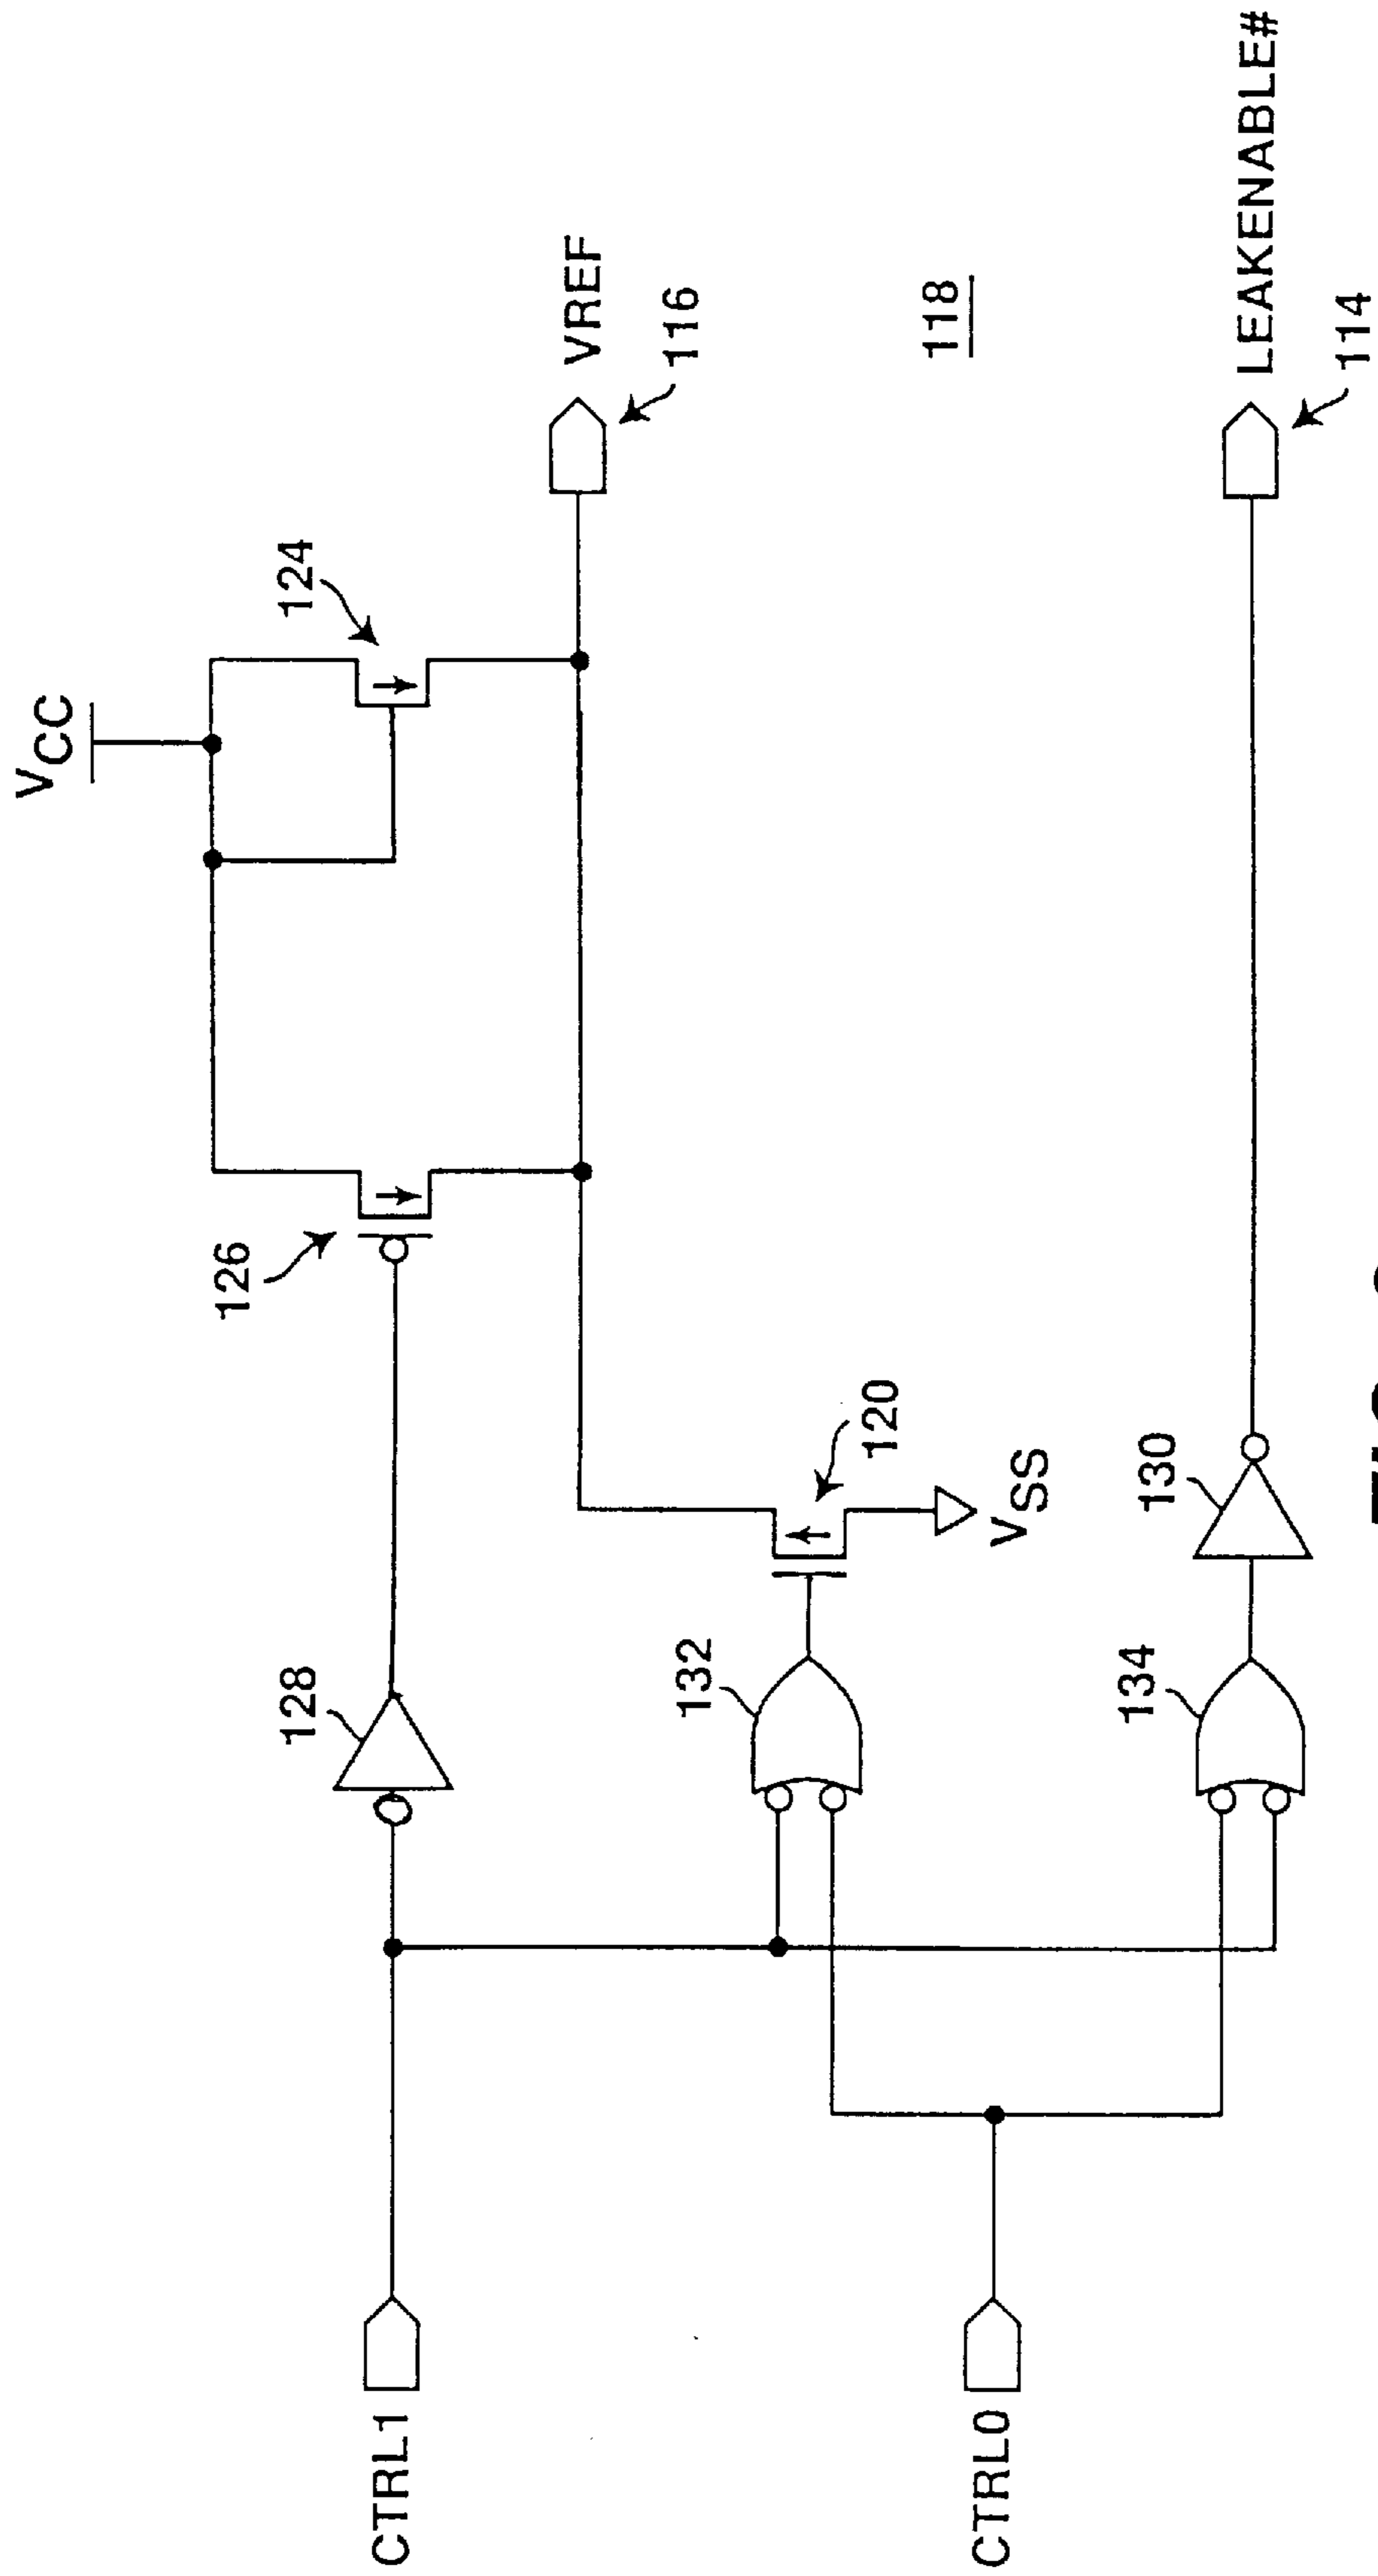 VCC
124
126
VREF
116
128
132
120
VSS
118
CTRL1
CTRL0
134
130
LEAKENABLE#
114